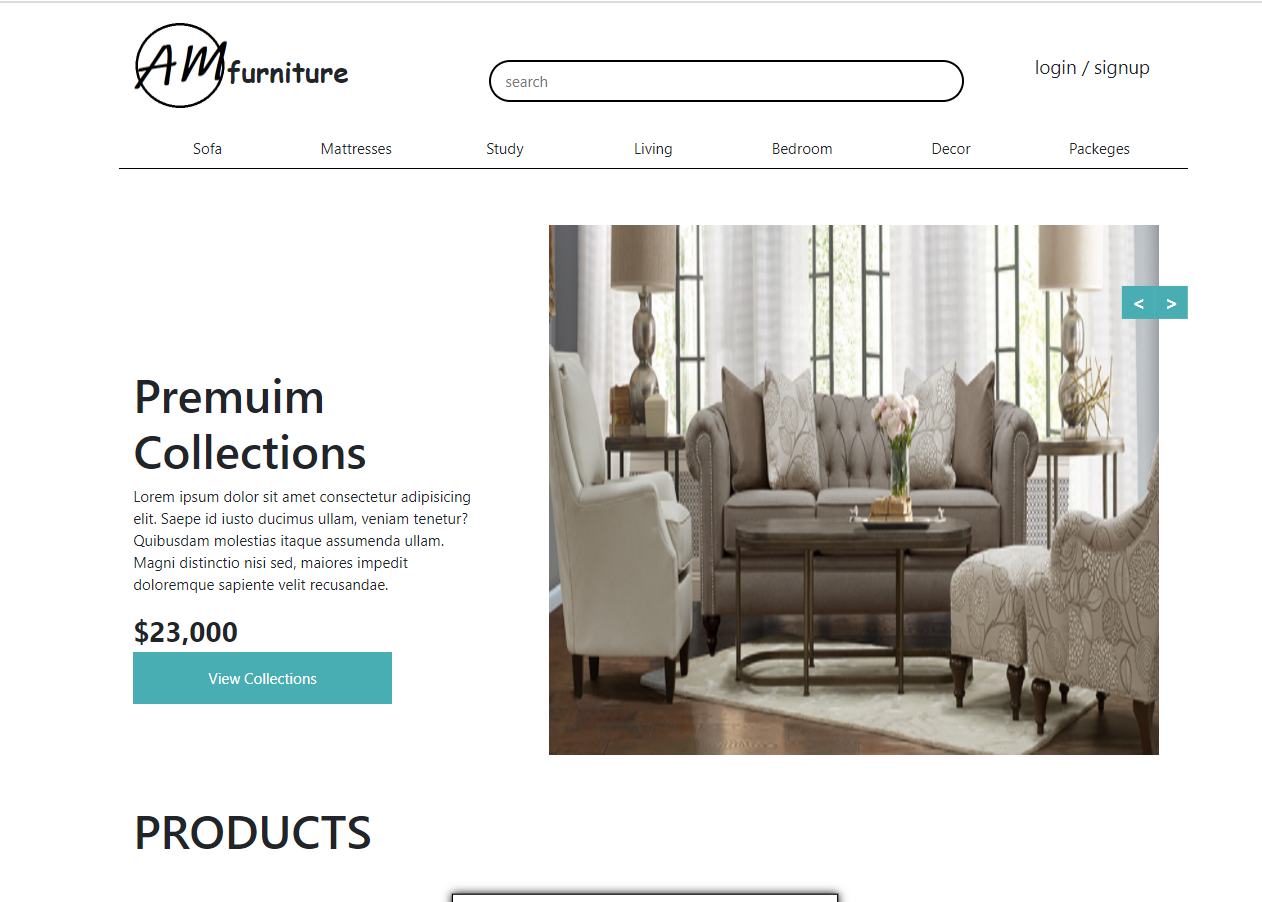 AM furniture
search
login / signup
Sofa Mattresses Study Living Bedroom Decor Packeges
< >
Premuim
Collections
Lorem ipsum dolor sit amet consectetur adipisicing
elit. Saepe id iusto ducimus ullam, veniam tenetur?
Quibusdam molestias itaque assumenda ullam.
Magni distinctio nisi sed, maiores impedit
doloremque sapiente velit recusandae.
$23,000
View Collections
PRODUCTS